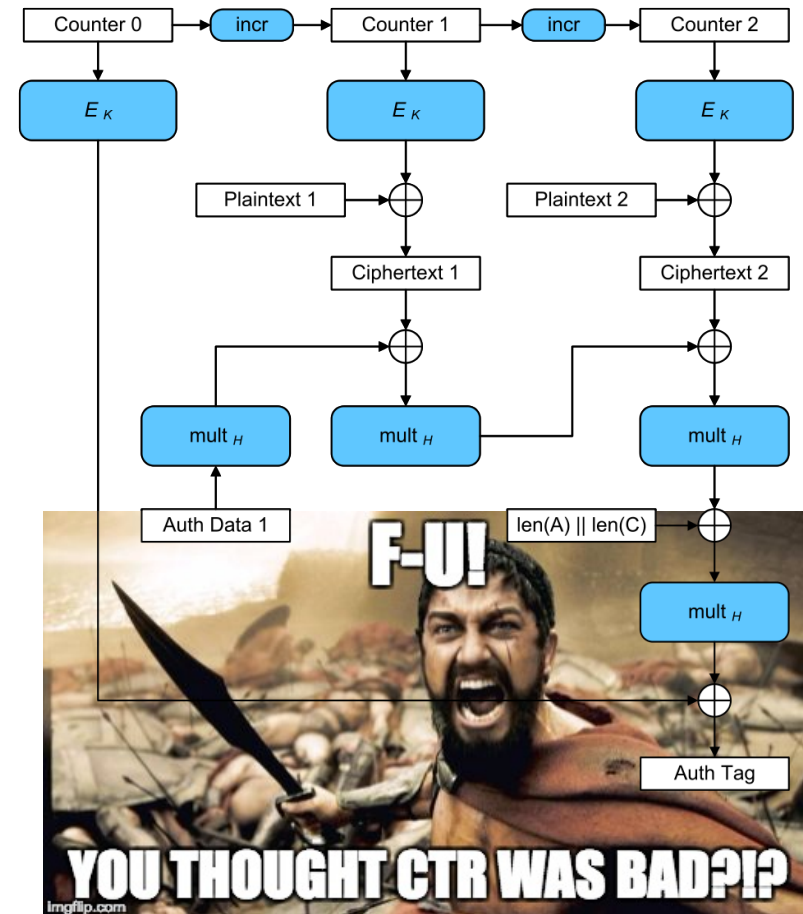 Counter 0 incr Counter 1 incr Counter 2
E K E K E K
Plaintext 1 Plaintext 2
Ciphertext 1 Ciphertext 2
mult H mult H mult H
Auth Data 1 len(A) || len(C)
F-U!
mult H
Auth Tag
YOU THOUGHT CTR WAS BAD?!?
imgflip.com